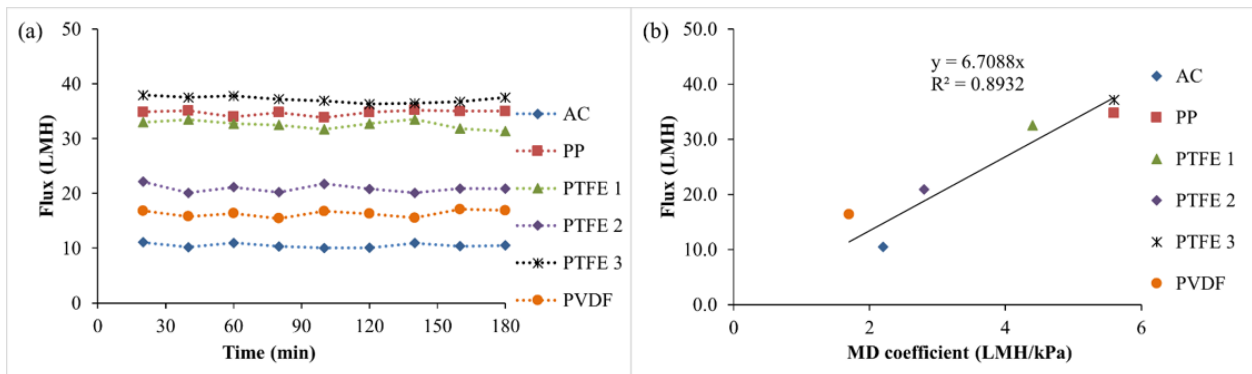 (a)
50
40
30
20
10
0
Flux (LMH)
0 30 60 90 120 150 180
Time (min)
AC
PP
PTFE 1
PTFE 2
PTFE 3
PVDF
(b)
50.0
40.0
30.0
20.0
10.0
0.0
Flux (LMH)
y = 6.7088x
R² = 0.8932
0 2 4 6
MD coefficient (LMH/kPa)
AC
PP
PTFE 1
PTFE 2
PTFE 3
PVDF